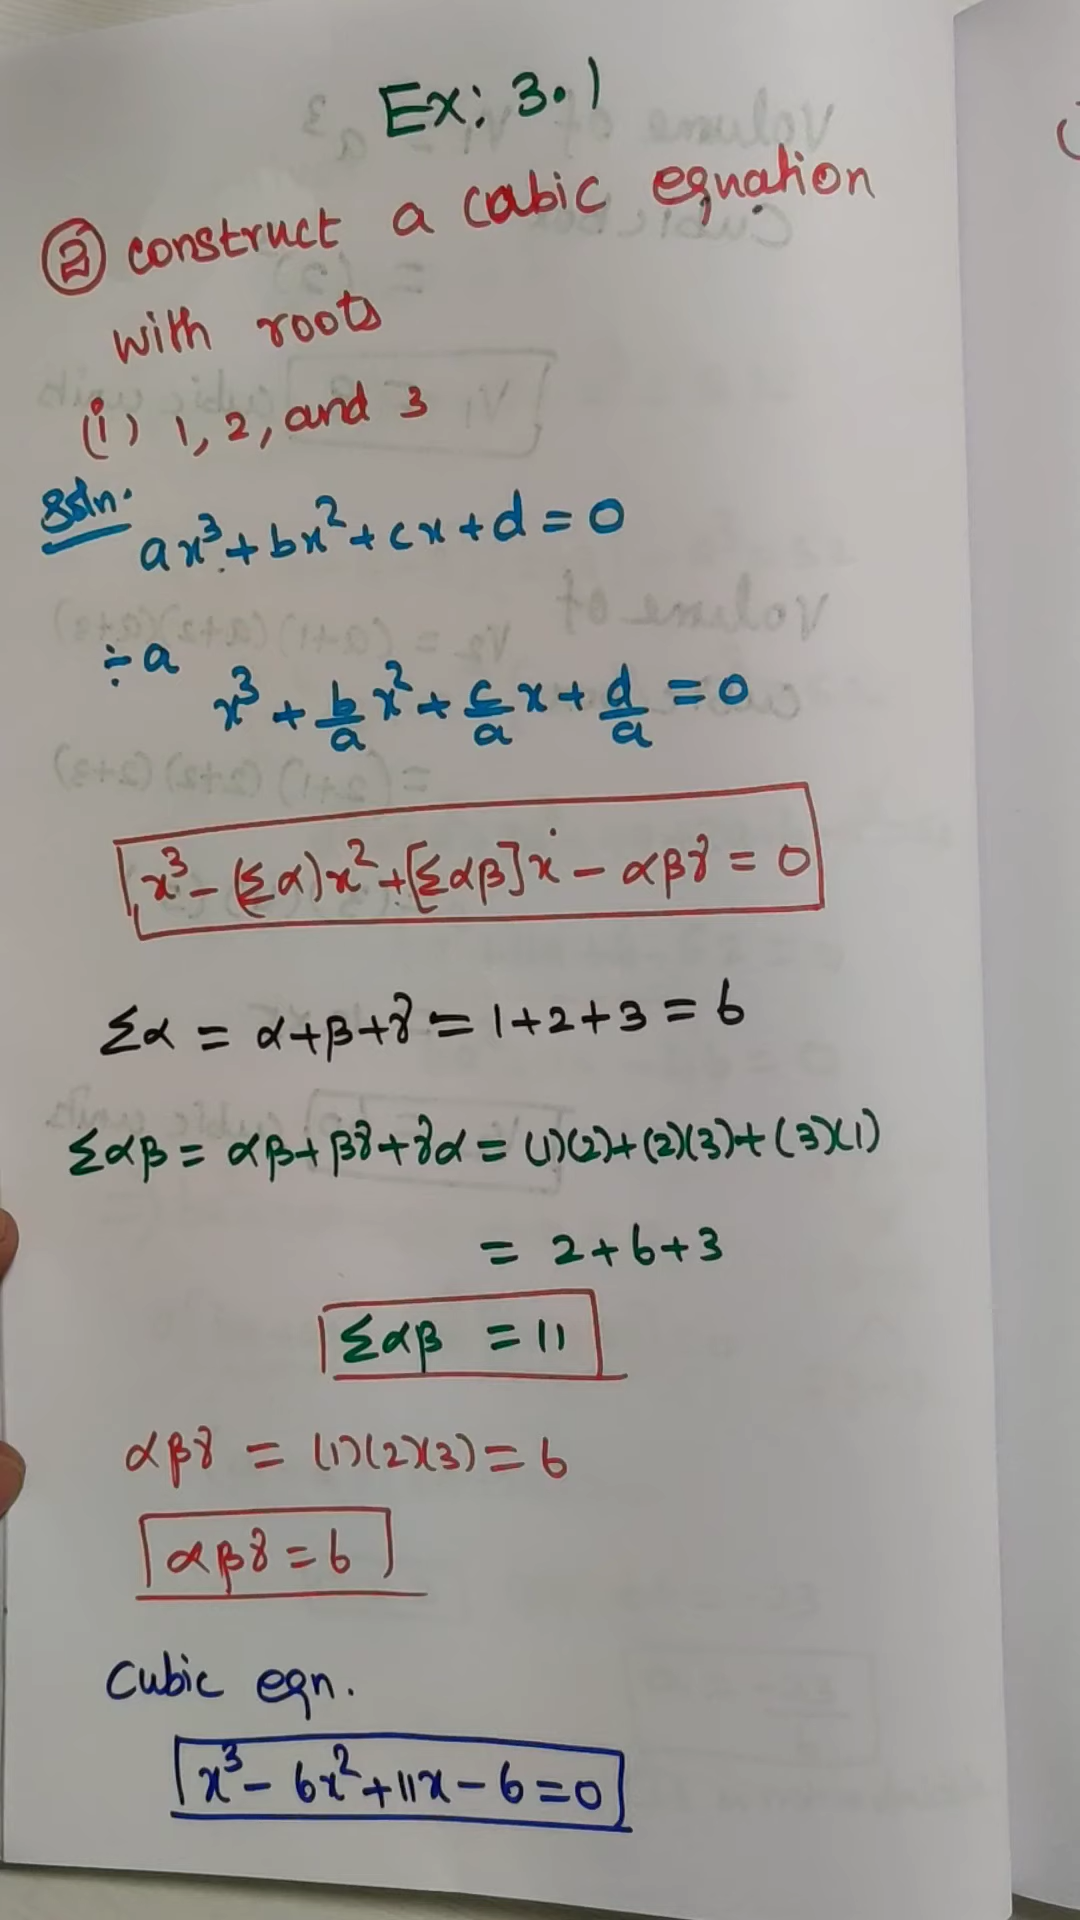 Ex: 3.1
② construct a cubic equation
with roots
(i) 1, 2, and 3
Soln.
ax³ + bx² + cx + d = 0
÷ a
x³ + b/a x² + c/a x + d/a = 0
x³ - (Σα)x² + [Σαβ]x - αβγ = 0
Σα = α+β+γ = 1+2+3 = 6
Σαβ = αβ+βγ+γα = (1)(2)+(2)(3)+(3)(1)
= 2+6+3
Σαβ = 11
αβγ = (1)(2)(3) = 6
αβγ = 6
Cubic eqn.
x³ - 6x² + 11x - 6 = 0